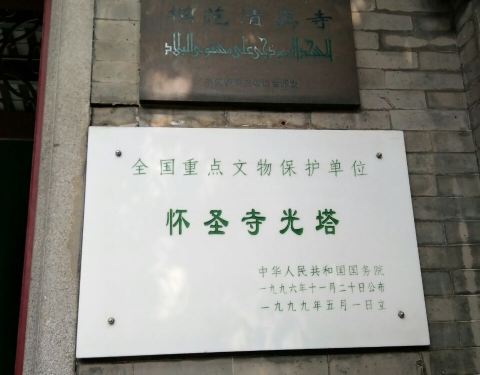 模范清真寺
全国重点文物保护单位
怀圣寺光塔
中华人民共和国国务院
一九九六年十一月二十日公布
一九九九年五月一日立